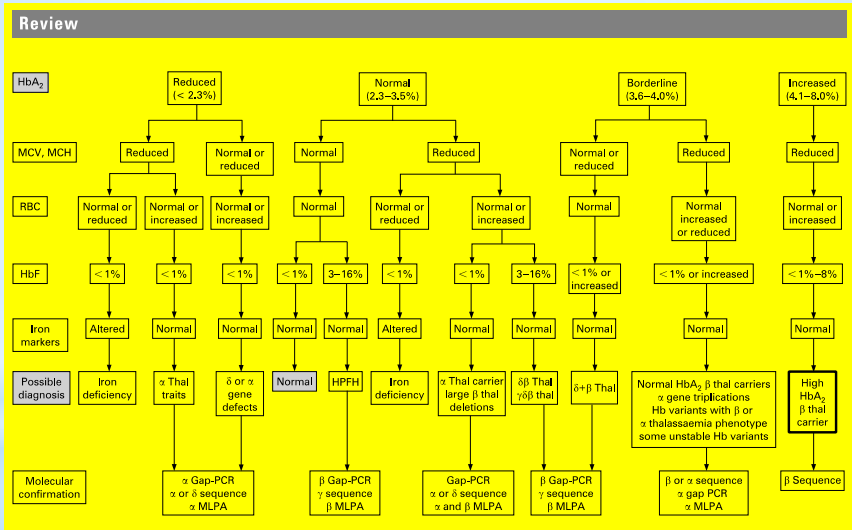 Review
HbA2
Reduced
(< 2.3%)
Normal
(2.3–3.5%)
Borderline
(3.6–4.0%)
Increased
(4.1–8.0%)
MCV, MCH
Reduced
Normal or
reduced
Normal
Reduced
Normal or
reduced
Reduced
Reduced
RBC
Normal or
reduced
Normal or
increased
Normal or
increased
Normal
Normal or
reduced
Normal or
increased
Normal
Normal
increased
or reduced
Normal or
increased
HbF
<1%
<1%
<1%
<1%
3–16%
<1%
<1%
3–16%
<1% or
increased
<1% or increased
<1%–8%
Iron
markers
Altered
Normal
Normal
Normal
Normal
Altered
Normal
Normal
Normal
Normal
Normal
Possible
diagnosis
Iron
deficiency
α Thal
traits
δ or α
gene
defects
Normal
HPFH
Iron
deficiency
α Thal carrier
large β thal
deletions
δβ Thal
γδβ thal
δ+β Thal
Normal HbA2 β thal carriers
α gene triplications
Hb variants with β or
α thalassaemia phenotype
some unstable Hb variants
High
HbA2
β thal
carrier
Molecular
confirmation
α Gap-PCR
α or δ sequence
α MLPA
β Gap-PCR
γ sequence
β MLPA
Gap-PCR
α or δ sequence
α and β MLPA
β Gap-PCR
γ sequence
β MLPA
β or α sequence
α gap PCR
α MLPA
β Sequence